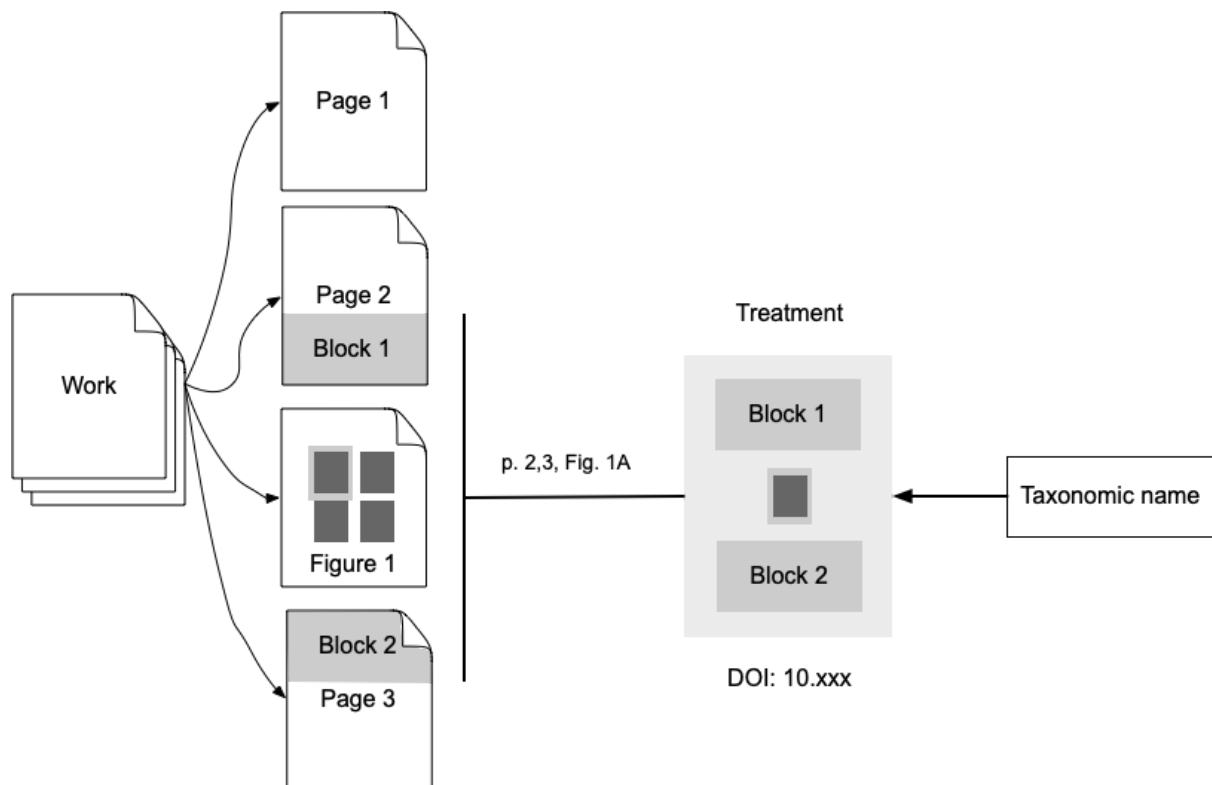 Work
Page 1
Page 2
Block 1
Figure 1
Block 2
Page 3
p. 2,3, Fig. 1A
Treatment
Block 1
Block 2
DOI: 10.xxx
Taxonomic name